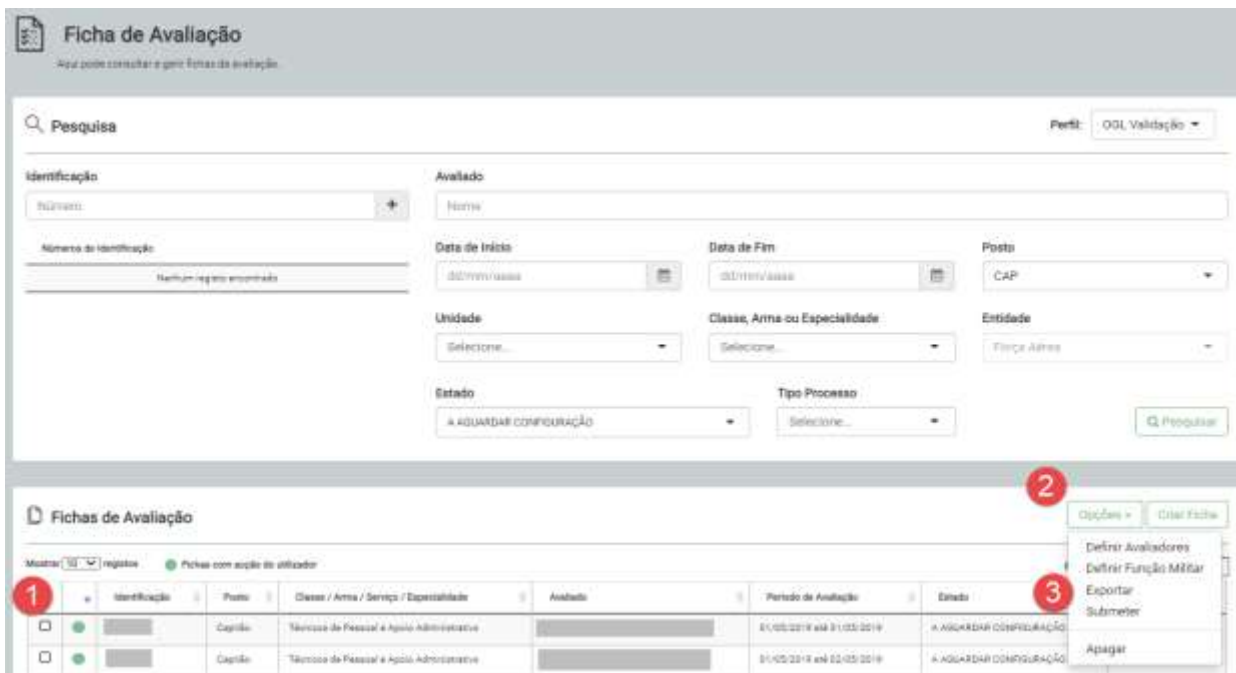 Ficha de Avaliação
Aqui pode consultar e gerir fichas de avaliação.
Pesquisa
Perfil: OGL Validação
Identificação
Avaliado
Número
+
Nome
Números de Identificação
Data de Início
Data de Fim
Posto
Nenhum registo encontrado
dd/mm/aaaa
dd/mm/aaaa
CAP
Unidade
Classe, Arma ou Especialidade
Entidade
Selecione...
Selecione...
Força Aérea
Estado
Tipo Processo
A AGUARDAR CONFIGURAÇÃO
Selecione...
Pesquisar
2
Fichas de Avaliação
Opções
Criar Ficha
Mostrar 10 registos
Fichas com acção do utilizador
Definir Avaliadores
Definir Função Militar
Exportar
Submeter
Apagar
1
3
Identificação
Posto
Classe / Arma / Serviço / Especialidade
Avaliado
Período de Avaliação
Estado
Capitão
Técnicos de Pessoal e Apoio Administrativo
01/05/2019 até 31/05/2019
A AGUARDAR CONFIGURAÇÃO
Capitão
Técnicos de Pessoal e Apoio Administrativo
01/05/2019 até 02/05/2019
A AGUARDAR CONFIGURAÇÃO